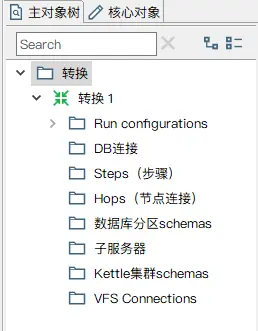 主对象树 核心对象
Search
转换
转换 1
Run configurations
DB连接
Steps（步骤）
Hops（节点连接）
数据库分区schemas
子服务器
Kettle集群schemas
VFS Connections